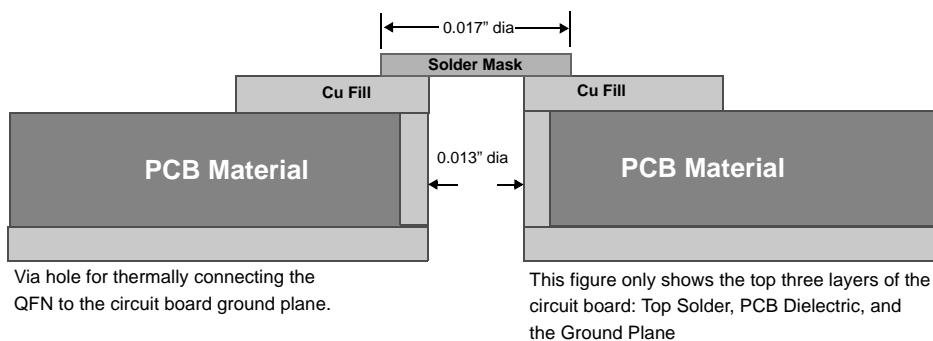 0.017” dia
Solder Mask
Cu Fill
Cu Fill
PCB Material
0.013” dia
PCB Material
Via hole for thermally connecting the
QFN to the circuit board ground plane.
This figure only shows the top three layers of the
circuit board: Top Solder, PCB Dielectric, and
the Ground Plane